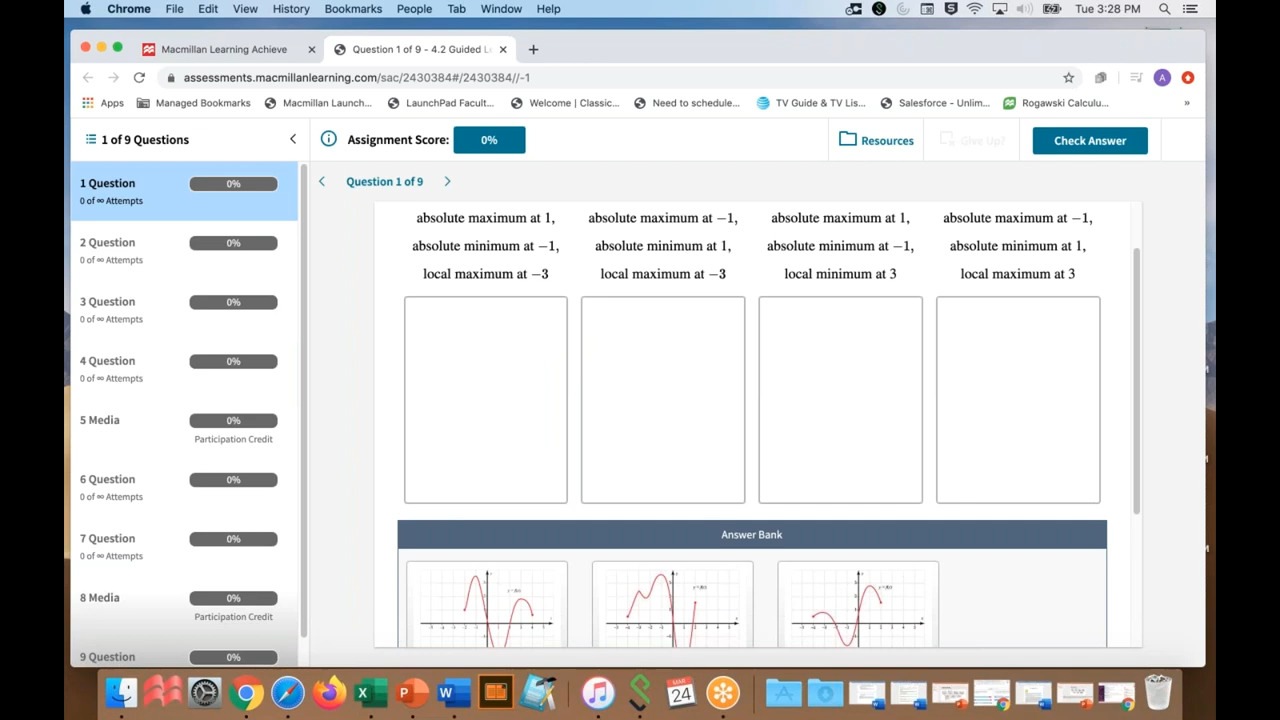 Chrome File Edit View History Bookmarks People Tab Window Help Tue 3:28 PM
Macmillan Learning Achieve
Question 1 of 9 - 4.2 Guided L
assessments.macmillanlearning.com/sac/2430384#/2430384//-1
A
Apps Managed Bookmarks Macmillan Launch... LaunchPad Facult... Welcome | Classic... Need to schedule... TV Guide & TV Lis... Salesforce - Unlim... Rogawski Calculu... »
1 of 9 Questions
Assignment Score: 0%
Resources
Give Up?
Check Answer
1 Question 0%
0 of ∞ Attempts
2 Question 0%
0 of ∞ Attempts
3 Question 0%
0 of ∞ Attempts
4 Question 0%
0 of ∞ Attempts
5 Media 0%
Participation Credit
6 Question 0%
0 of ∞ Attempts
7 Question 0%
0 of ∞ Attempts
8 Media 0%
Participation Credit
9 Question 0%
Question 1 of 9
absolute maximum at 1,
absolute minimum at −1,
local maximum at −3
absolute maximum at −1,
absolute minimum at 1,
local maximum at −3
absolute maximum at 1,
absolute minimum at −1,
local minimum at 3
absolute maximum at −1,
absolute minimum at 1,
local maximum at 3
Answer Bank
y = f(x)
y = f(x)
y = f(x)
MAR
24